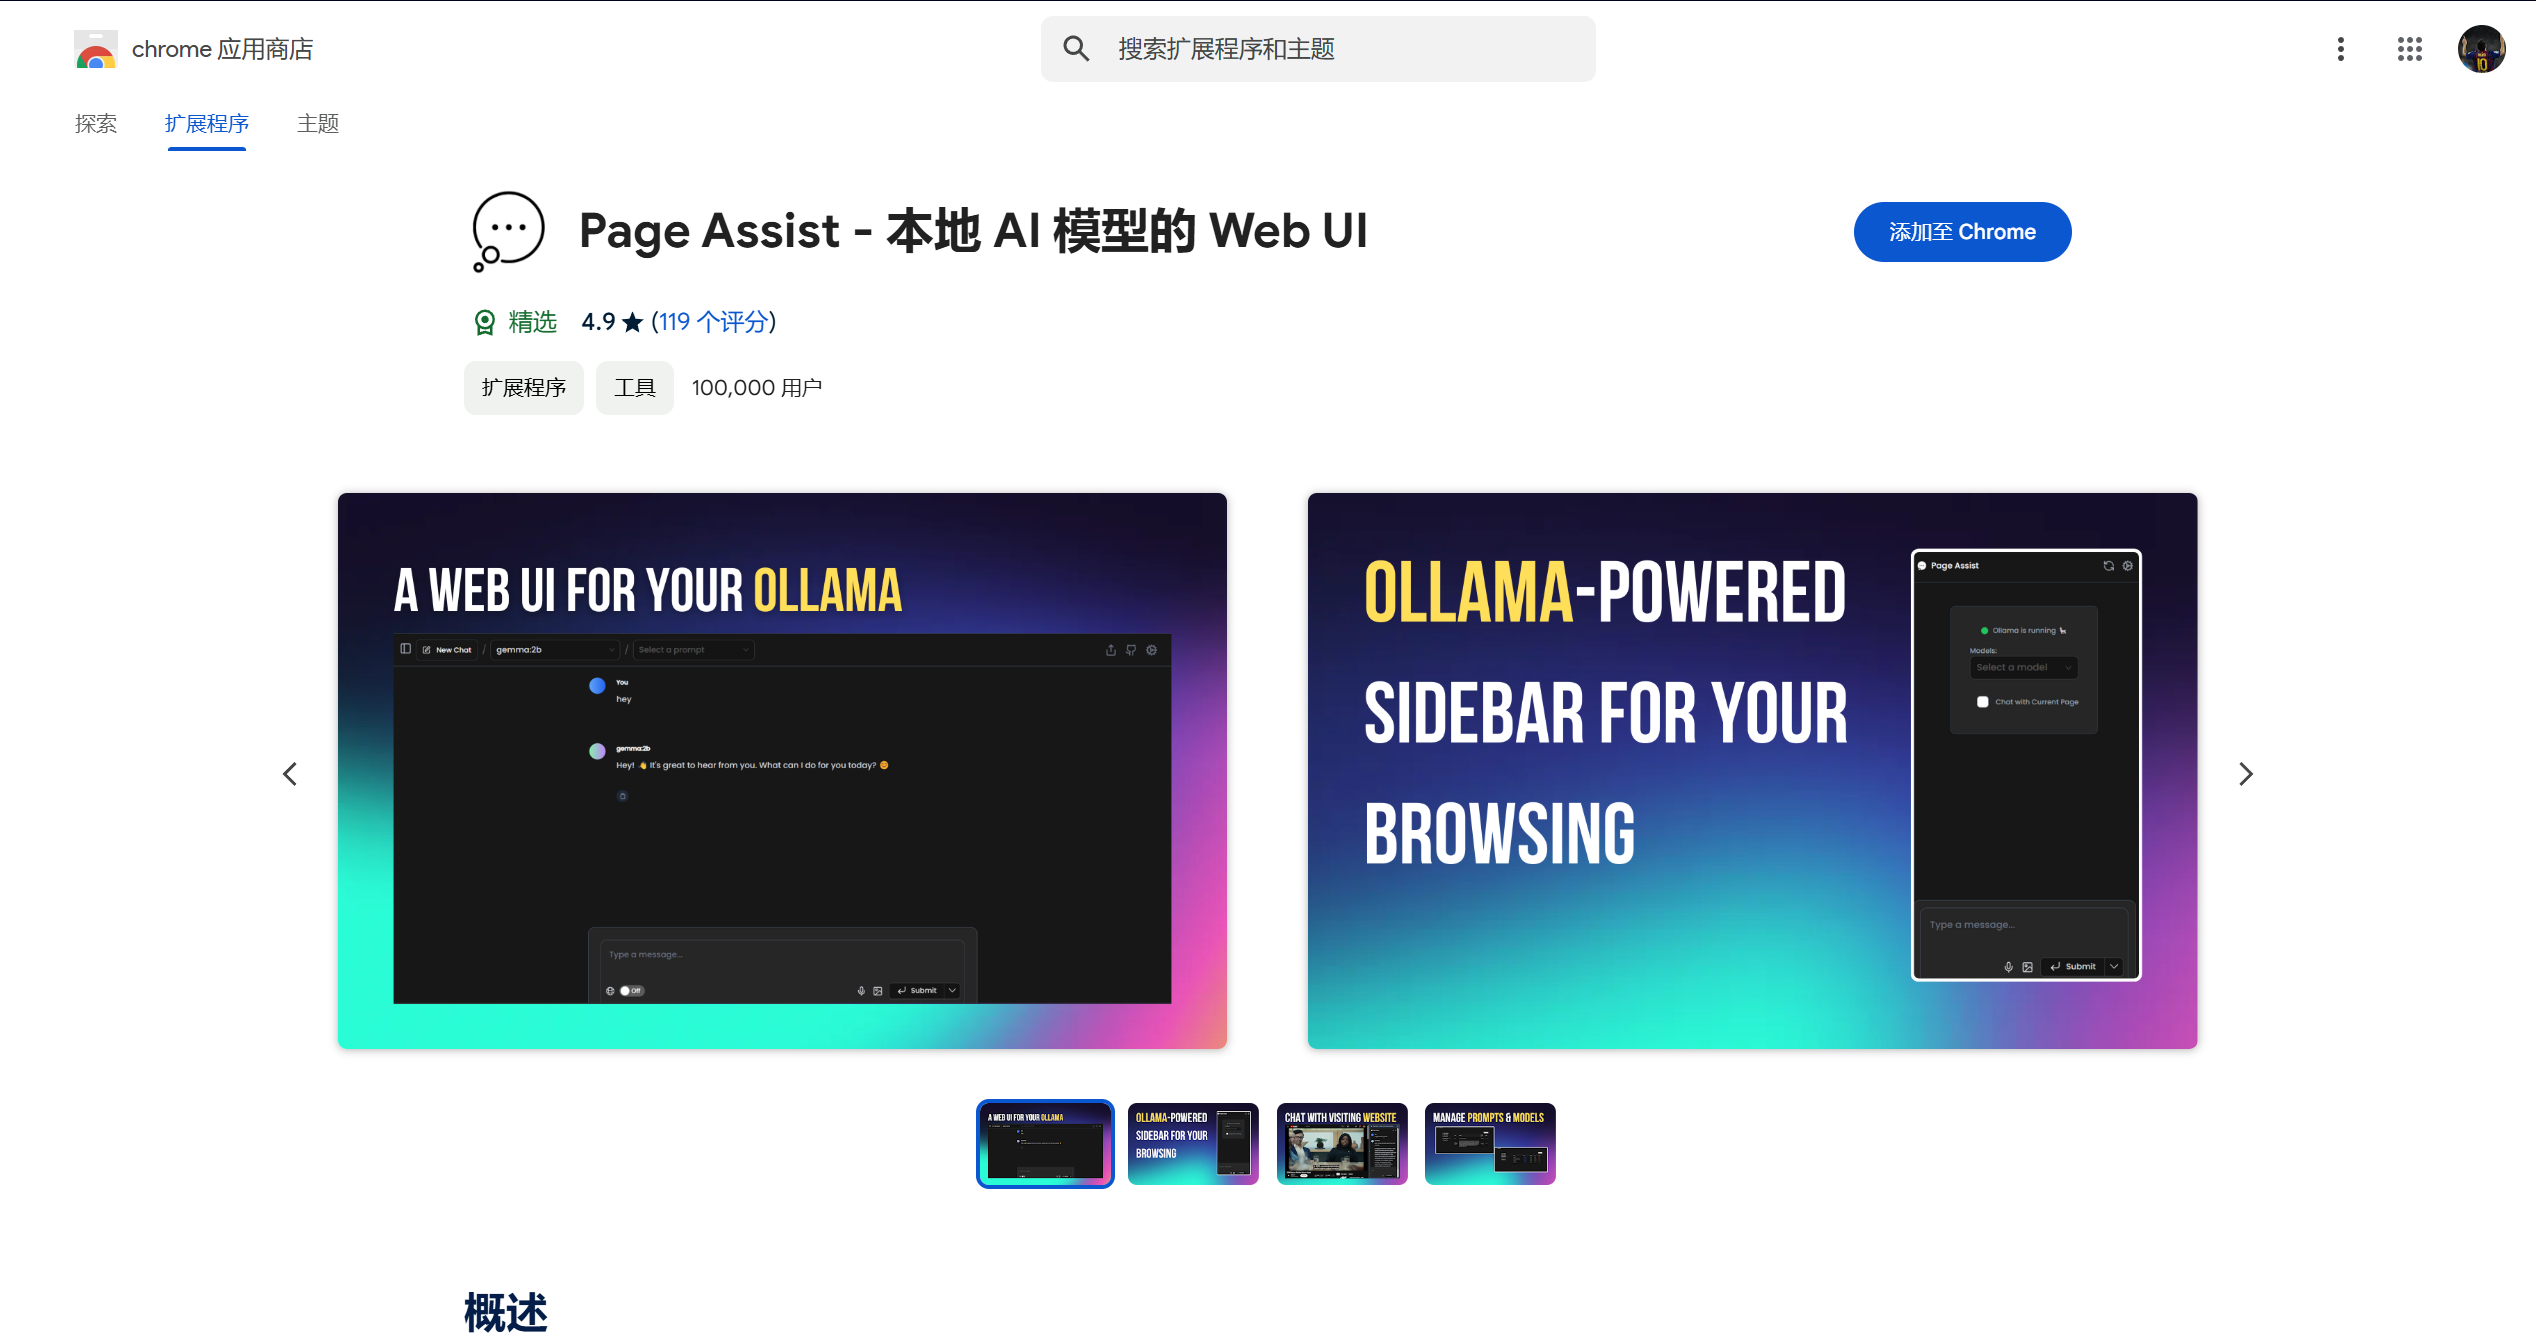 chrome 应用商店
搜索扩展程序和主题
探索
扩展程序
主题
Page Assist - 本地 AI 模型的 Web UI
添加至 Chrome
精选 4.9 ★ (119 个评分)
扩展程序
工具
100,000 用户
A WEB UI FOR YOUR OLLAMA
New Chat / gemma:2b / Select a prompt
You
hey
gemma:2b
Hey! 👋 It's great to hear from you. What can I do for you today? 😊
Type a message...
Off
Submit
OLLAMA-POWERED
SIDEBAR FOR YOUR
BROWSING
Page Assist
Ollama is running 🦙
Models:
Select a model
Chat with Current Page
Type a message...
Submit
A WEB UI FOR YOUR OLLAMA
OLLAMA-POWERED
SIDEBAR FOR YOUR
BROWSING
CHAT WITH VISITING WEBSITE
MANAGE PROMPTS & MODELS
概述